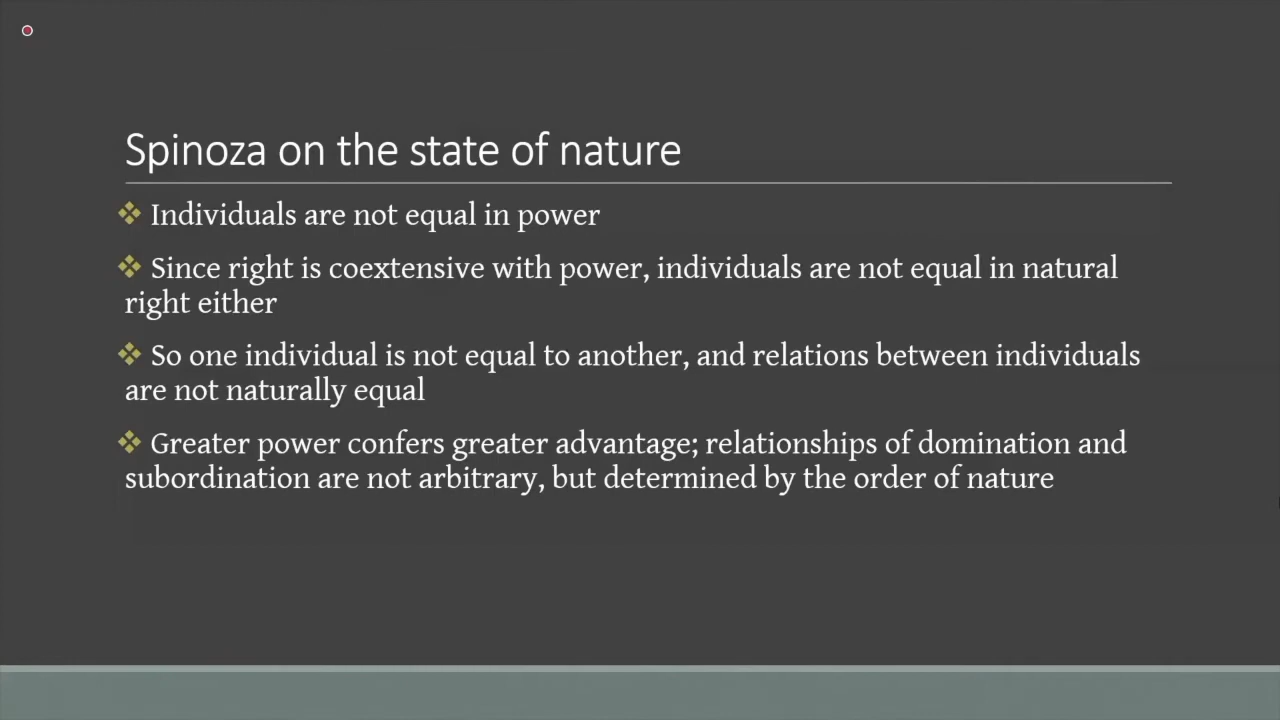 Spinoza on the state of nature
❖ Individuals are not equal in power
❖ Since right is coextensive with power, individuals are not equal in natural
right either
❖ So one individual is not equal to another, and relations between individuals
are not naturally equal
❖ Greater power confers greater advantage; relationships of domination and
subordination are not arbitrary, but determined by the order of nature